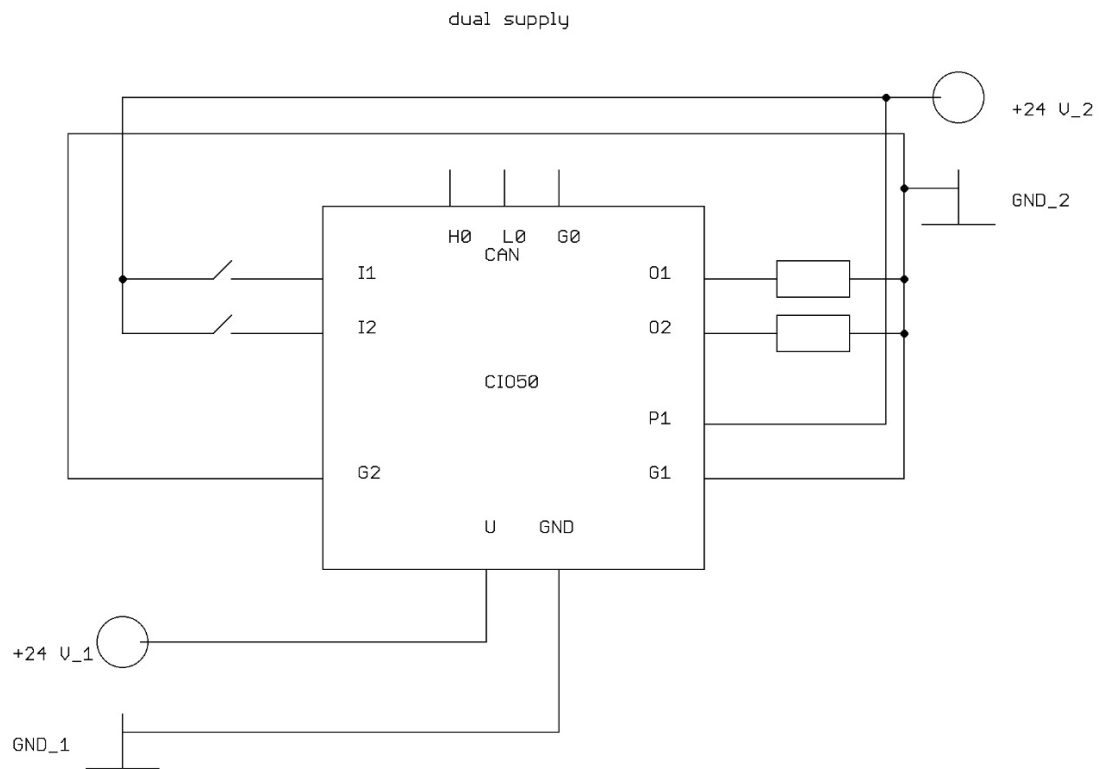 dual supply
+24 V_2
GND_2
H0 L0 G0
CAN
I1 O1
I2 O2
CIO50
P1
G2 G1
U GND
+24 V_1
GND_1